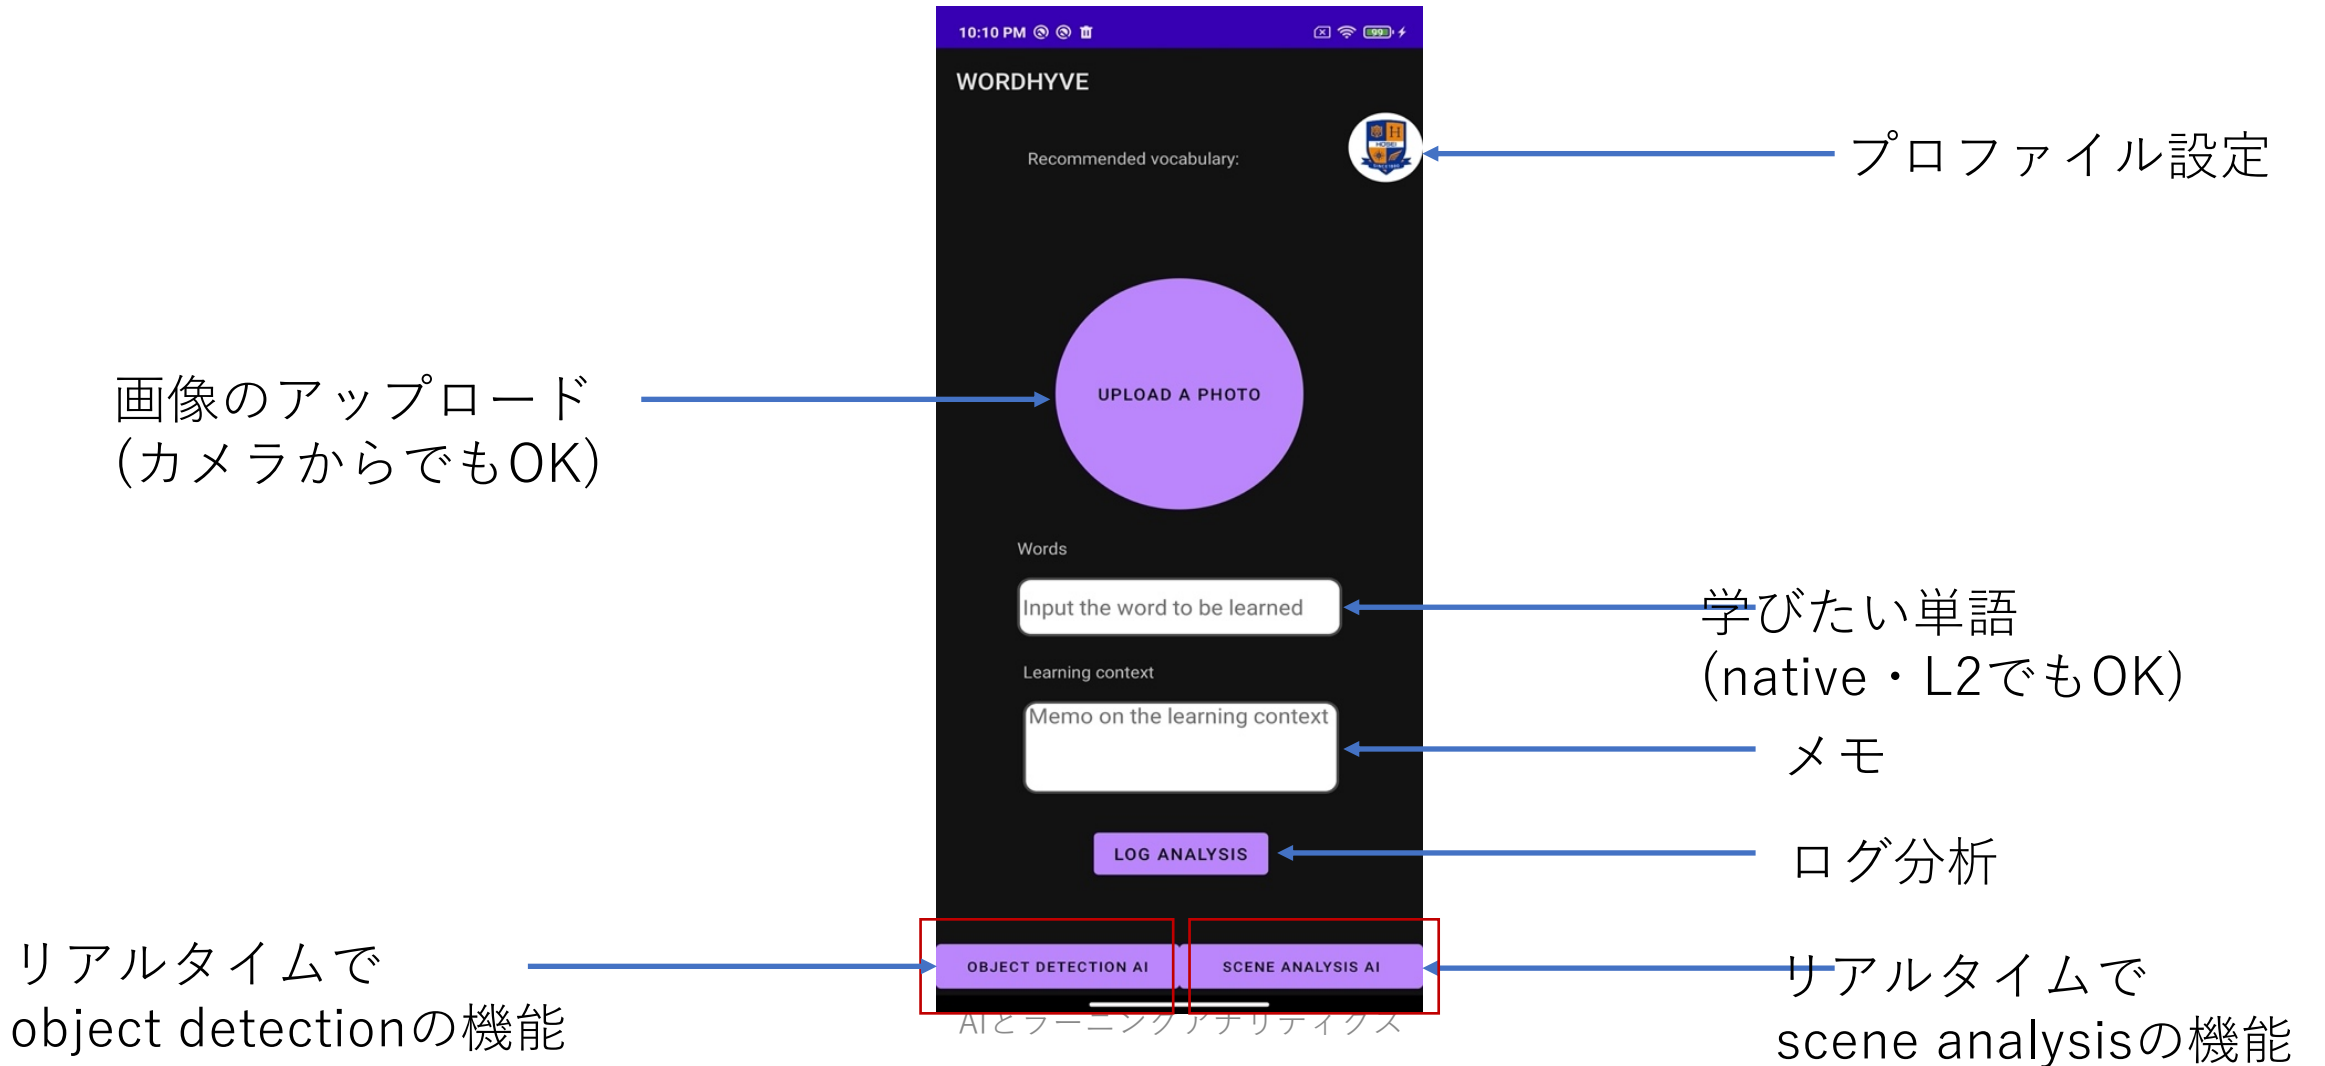 10:10 PM
99
WORDHYVE
H
HOSEI
Recommended vocabulary:
プロファイル設定
画像のアップロード
(カメラからでもOK)
UPLOAD A PHOTO
Words
Input the word to be learned
学びたい単語
(native・L2でもOK)
Learning context
Memo on the learning context
メモ
LOG ANALYSIS
ログ分析
リアルタイムで
object detectionの機能
OBJECT DETECTION AI
SCENE ANALYSIS AI
リアルタイムで
scene analysisの機能
AIとラーニングアナリティクス